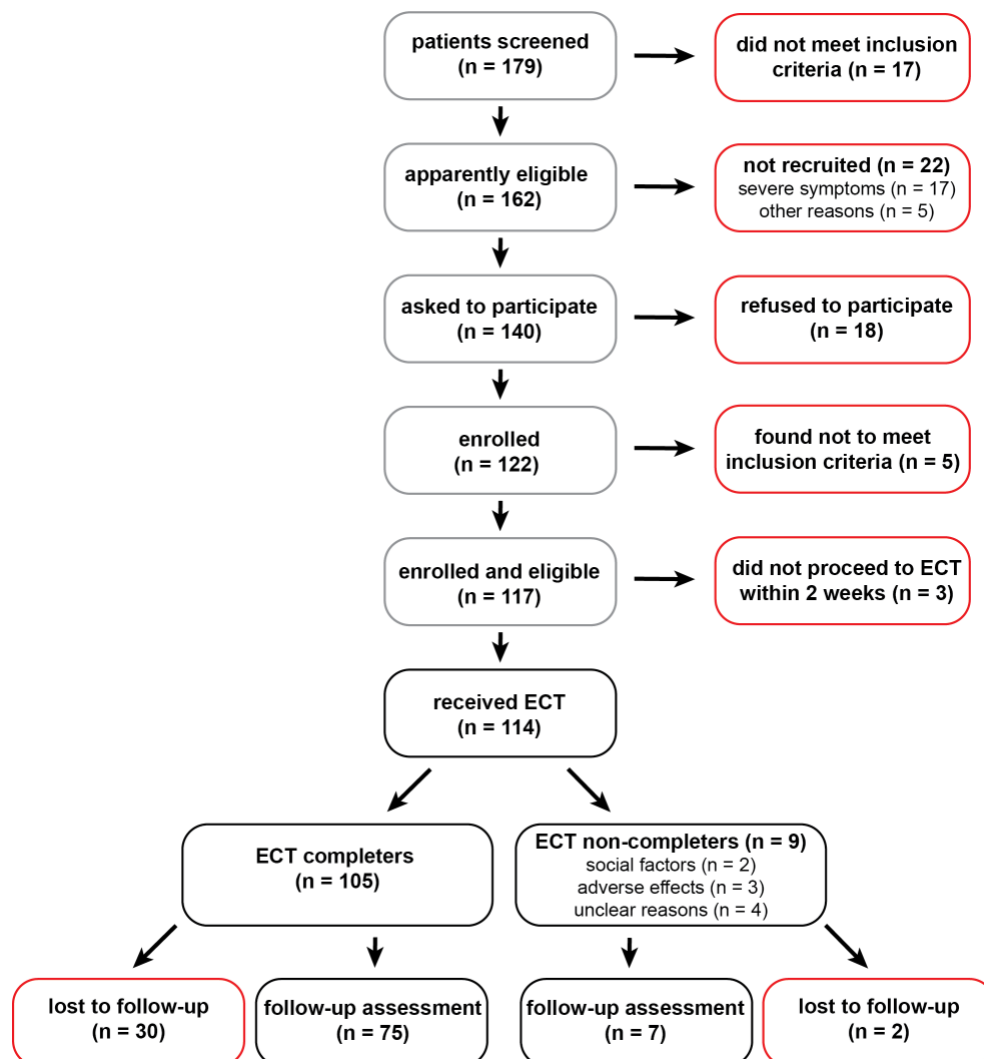 patients screened
(n = 179)
did not meet inclusion
criteria (n = 17)
apparently eligible
(n = 162)
not recruited (n = 22)
severe symptoms (n = 17)
other reasons (n = 5)
asked to participate
(n = 140)
refused to participate
(n = 18)
enrolled
(n = 122)
found not to meet
inclusion criteria (n = 5)
enrolled and eligible
(n = 117)
did not proceed to ECT
within 2 weeks (n = 3)
received ECT
(n = 114)
ECT completers
(n = 105)
ECT non-completers (n = 9)
social factors (n = 2)
adverse effects (n = 3)
unclear reasons (n = 4)
lost to follow-up
(n = 30)
follow-up assessment
(n = 75)
follow-up assessment
(n = 7)
lost to follow-up
(n = 2)